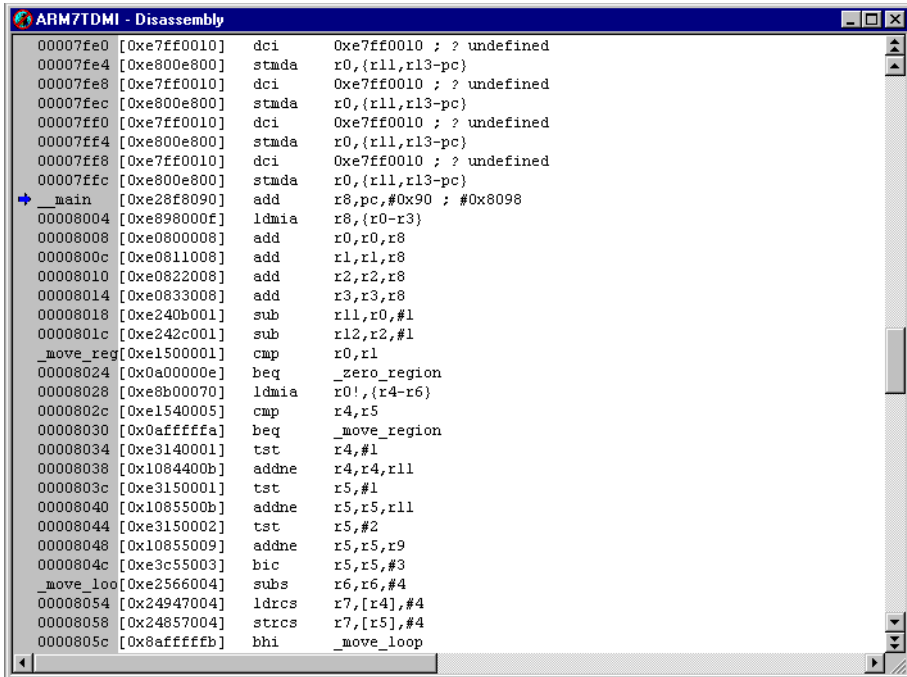 ARM7TDMI - Disassembly
00007fe0 [0xe7ff0010] dci 0xe7ff0010 ; ? undefined
00007fe4 [0xe800e800] stmda r0,{r11,r13-pc}
00007fe8 [0xe7ff0010] dci 0xe7ff0010 ; ? undefined
00007fec [0xe800e800] stmda r0,{r11,r13-pc}
00007ff0 [0xe7ff0010] dci 0xe7ff0010 ; ? undefined
00007ff4 [0xe800e800] stmda r0,{r11,r13-pc}
00007ff8 [0xe7ff0010] dci 0xe7ff0010 ; ? undefined
00007ffc [0xe800e800] stmda r0,{r11,r13-pc}
__main [0xe28f8090] add r8,pc,#0x90 ; #0x8098
00008004 [0xe898000f] ldmia r8,{r0-r3}
00008008 [0xe0800008] add r0,r0,r8
0000800c [0xe0811008] add r1,r1,r8
00008010 [0xe0822008] add r2,r2,r8
00008014 [0xe0833008] add r3,r3,r8
00008018 [0xe240b001] sub r11,r0,#1
0000801c [0xe242c001] sub r12,r2,#1
_move_reg[0xe1500001] cmp r0,r1
00008024 [0x0a00000e] beq _zero_region
00008028 [0xe8b00070] ldmia r0!,{r4-r6}
0000802c [0xe1540005] cmp r4,r5
00008030 [0x0afffffa] beq _move_region
00008034 [0xe3140001] tst r4,#1
00008038 [0x1084400b] addne r4,r4,r11
0000803c [0xe3150001] tst r5,#1
00008040 [0x1085500b] addne r5,r5,r11
00008044 [0xe3150002] tst r5,#2
00008048 [0x10855009] addne r5,r5,r9
0000804c [0xe3c55003] bic r5,r5,#3
_move_loo[0xe2566004] subs r6,r6,#4
00008054 [0x24947004] ldrcs r7,[r4],#4
00008058 [0x24857004] strcs r7,[r5],#4
0000805c [0x8afffffb] bhi _move_loop